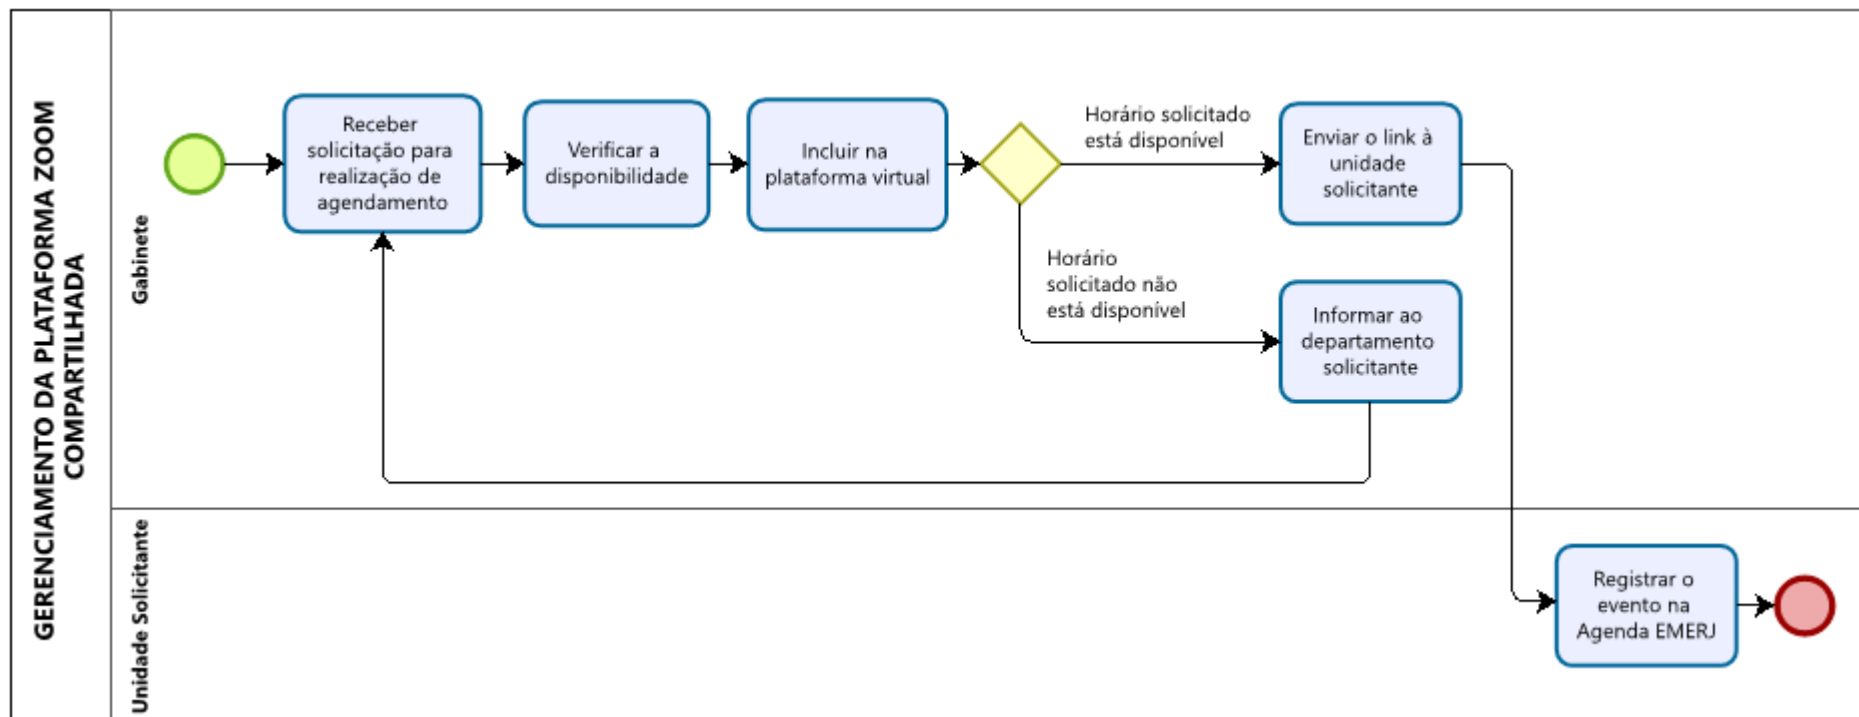 GERENCIAMENTO DA PLATAFORMA ZOOM
COMPARTILHADA
Gabinete
Receber
solicitação para
realização de
agendamento
Verificar a
disponibilidade
Incluir na
plataforma virtual
Horário solicitado
está disponível
Enviar o link à
unidade
solicitante
Horário
solicitado não
está disponível
Informar ao
departamento
solicitante
Unidade Solicitante
Registrar o
evento na
Agenda EMERJ